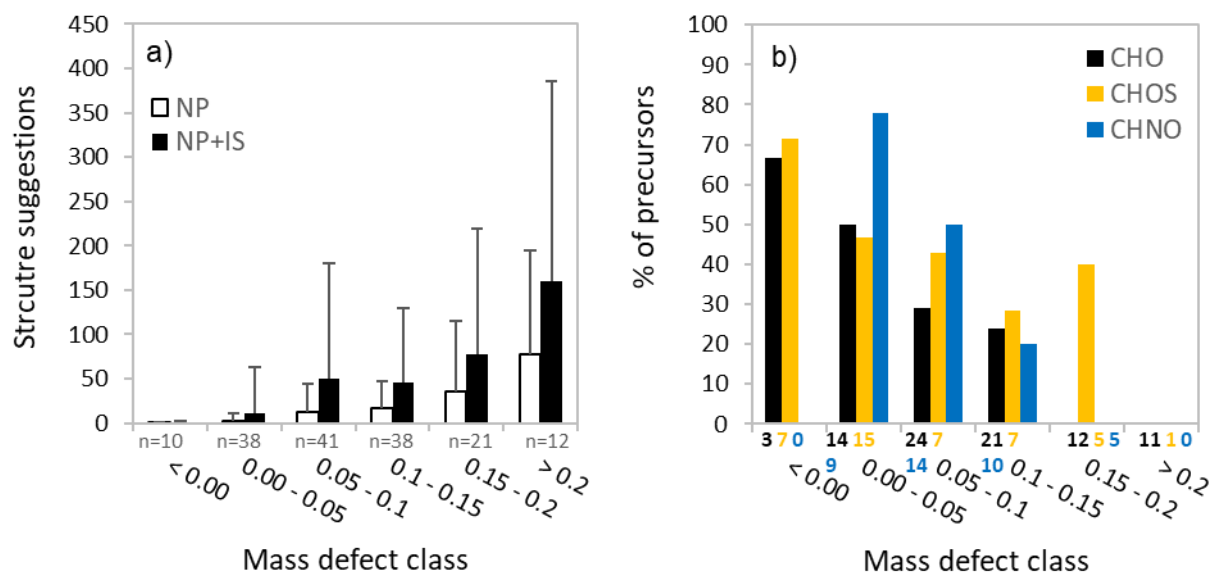 450
400
350
300
250
200
150
100
50
0
Strcutre suggestions
a)
NP
NP+IS
n=10
n=38
n=41
n=38
n=21
n=12
< 0.00
0.00 - 0.05
0.05 - 0.1
0.1 - 0.15
0.15 - 0.2
> 0.2
Mass defect class
100
90
80
70
60
50
40
30
20
10
0
% of precursors
b)
CHO
CHOS
CHNO
3 7 0
14 15
9
24 7
14
21 7
10
12 5 5
11 1 0
< 0.00
0.00 - 0.05
0.05 - 0.1
0.1 - 0.15
0.15 - 0.2
> 0.2
Mass defect class